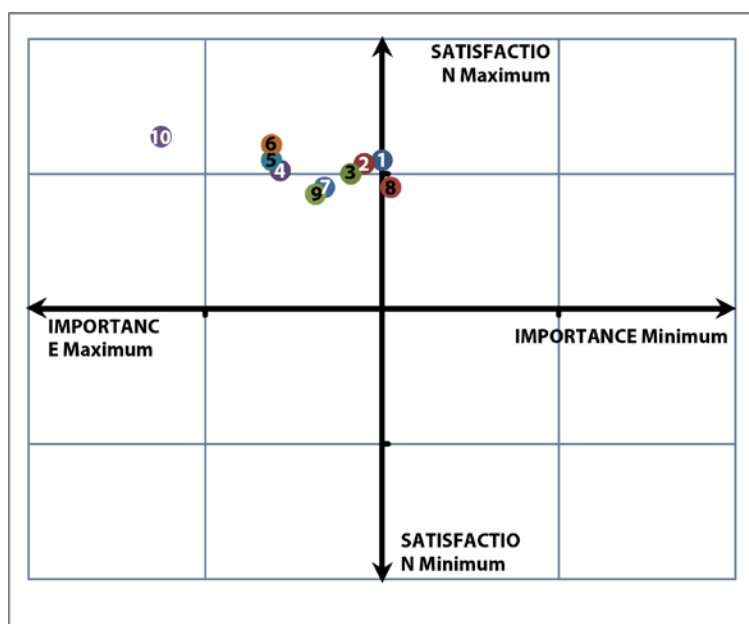 SATISFACTIO
N Maximum
10
6
5
4
3
2
1
9
7
8
IMPORTANC
E Maximum
IMPORTANCE Minimum
SATISFACTIO
N Minimum